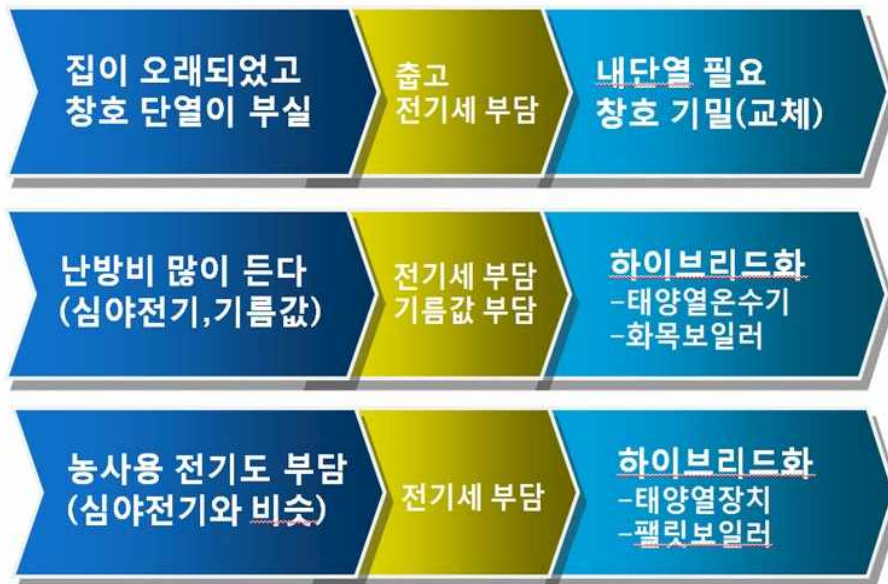 집이 오래되었고
창호 단열이 부실
춥고
전기세 부담
내단열 필요
창호 기밀(교체)
난방비 많이 든다
(심야전기,기름값)
전기세 부담
기름값 부담
하이브리드화
-태양열온수기
-화목보일러
농사용 전기도 부담
(심야전기와 비슷)
전기세 부담
하이브리드화
-태양열장치
-팰릿보일러